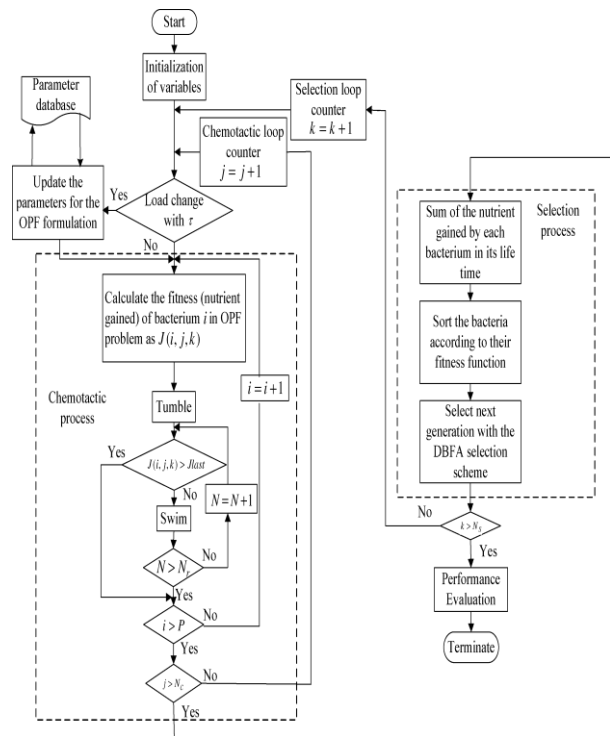 Start
Initialization
of variables
Parameter
database
Selection loop
counter
k = k+1
Chemotactic loop
counter
j = j+1
Update the
parameters for the
OPF formulation
Yes
Load change
with τ
No
Calculate the fitness (nutrient
gained) of bacterium i in OPF
problem as J(i, j,k)
i = i+1
Chemotactic
process
Tumble
Yes
J(i, j,k) > Jlast
No
N = N+1
Swim
N > N_r
No
Yes
i > P
No
Yes
j > N_C
No
Yes
Selection
process
Sum of the nutrient
gained by each
bacterium in its life
time
Sort the bacteria
according to their
fitness function
Select next
generation with the
DBFA selection
scheme
No
k > N_S
Yes
Performance
Evaluation
Terminate